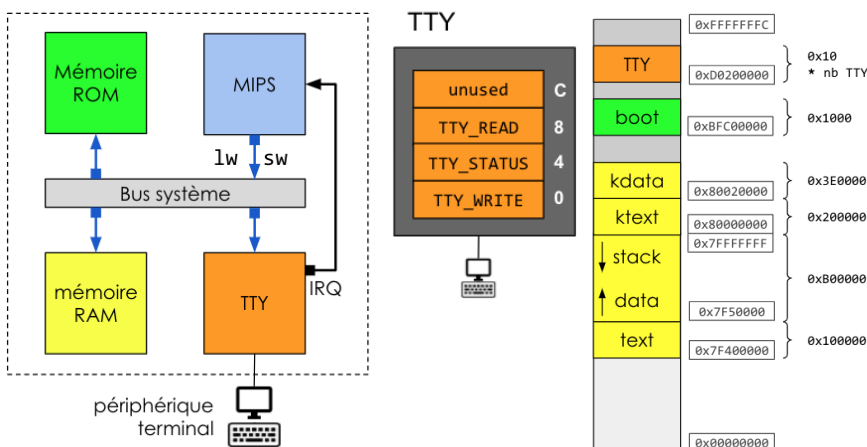 Mémoire
ROM
MIPS
lw sw
Bus système
mémoire
RAM
TTY
IRQ
périphérique
terminal
TTY
unused C
TTY_READ 8
TTY_STATUS 4
TTY_WRITE 0
0xFFFFFFFC
TTY
0xD0200000
0x10
* nb TTY
boot
0xBFC00000
0x1000
kdata
0x80020000
0x3E0000
ktext
0x80000000
0x200000
0x7FFFFFFF
stack
data
0xB00000
0x7F500000
text
0x7F400000
0x100000
0x00000000